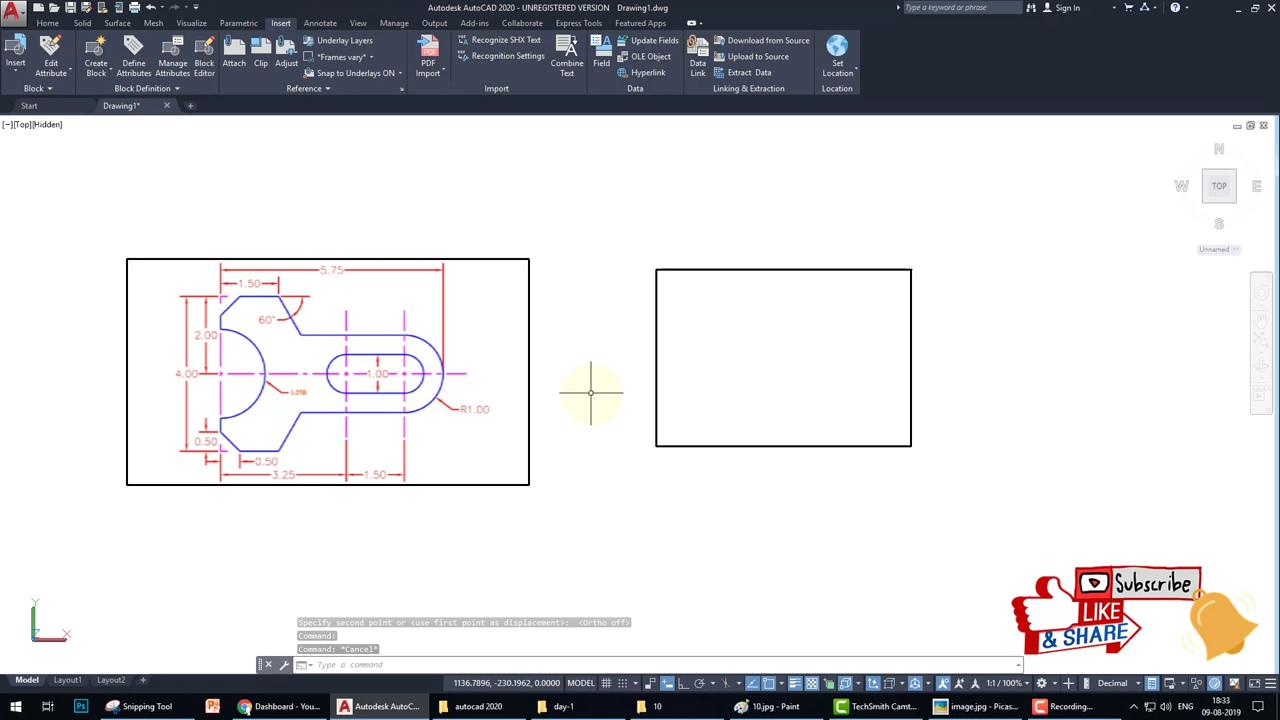 Autodesk AutoCAD 2020 - UNREGISTERED VERSION Drawing1.dwg
Type a keyword or phrase
Sign In
Home Solid Surface Mesh Visualize Parametric Insert Annotate View Manage Output Add-ins Collaborate Express Tools Featured Apps
Insert
Edit Attribute
Block
Create Block
Define Attributes
Manage Attributes
Block Editor
Block Definition
Attach
Clip
Adjust
Underlay Layers
*Frames vary*
Snap to Underlays ON
Reference
PDF Import
Recognize SHX Text
Recognition Settings
Combine Text
Import
Field
Update Fields
OLE Object
Hyperlink
Data
Data Link
Download from Source
Upload to Source
Extract Data
Linking & Extraction
Set Location
Location
Start
Drawing1*
[−][Top][Hidden]
N
W TOP E
S
Unnamed
5.75
1.50
60°
2.00
4.00
1.00
1.25R
R1.00
0.50
0.50
3.25
1.50
Y
X
Subscribe
LIKE
& SHARE
Specify second point or <use first point as displacement>: <Ortho off>
Command:
Command: *Cancel*
Type a command
Model Layout1 Layout2
1136.7896, -230.1962, 0.0000 MODEL
1:1 / 100%
Decimal
Snipping Tool
Dashboard - You...
Autodesk AutoC...
autocad 2020
day-1
10
10.jpg - Paint
TechSmith Camt...
image.jpg - Picas...
Recording...
ENG
18:33
09-08-2019